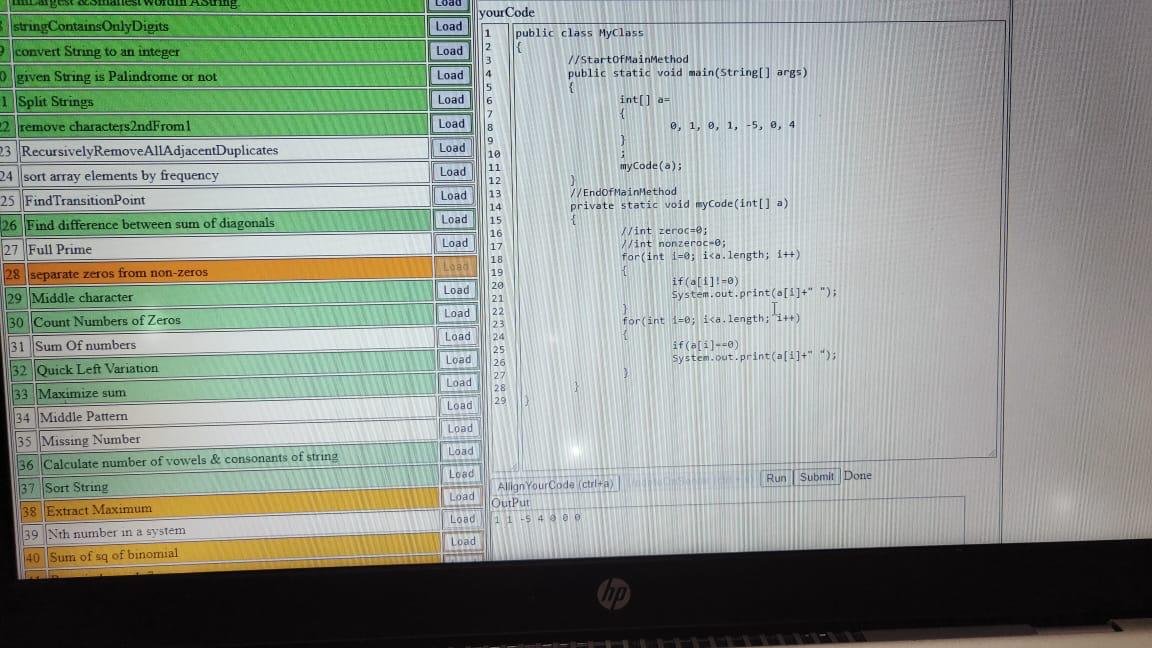 Load
stringContainsOnlyDigits Load
convert String to an integer Load
given String is Palindrome or not Load
1 Split Strings Load
22 remove characters2ndFrom1 Load
23 RecursivelyRemoveAllAdjacentDuplicates Load
24 sort array elements by frequency Load
25 FindTransitionPoint Load
26 Find difference between sum of diagonals Load
27 Full Prime Load
28 separate zeros from non-zeros Load
29 Middle character Load
30 Count Numbers of Zeros Load
31 Sum Of numbers Load
32 Quick Left Variation Load
33 Maximize sum Load
34 Middle Pattern Load
35 Missing Number Load
36 Calculate number of vowels & consonants of string Load
37 Sort String Load
38 Extract Maximum Load
39 Nth number in a system Load
40 Sum of sq of binomial Load
yourCode
1 public class MyClass
2 {
3 //StartOfMainMethod
4 public static void main(String[] args)
5 {
6 int[] a=
7 {
8 0, 1, 0, 1, -5, 0, 4
9 }
10 ;
11 myCode(a);
12 }
13 //EndOfMainMethod
14 private static void myCode(int[] a)
15 {
16 //int zeroc=0;
17 //int nonzeroc=0;
18 for(int i=0; i<a.length; i++)
19 {
20 if(a[i]!=0)
21 System.out.print(a[i]+" ");
22 }
23 for(int i=0; i<a.length; i++)
24 {
25 if(a[i]==0)
26 System.out.print(a[i]+" ");
27 }
28 }
29 }
AllignYourCode (ctrl+a) Run Submit Done
OutPut
1 1 -5 4 0 0 0
hp